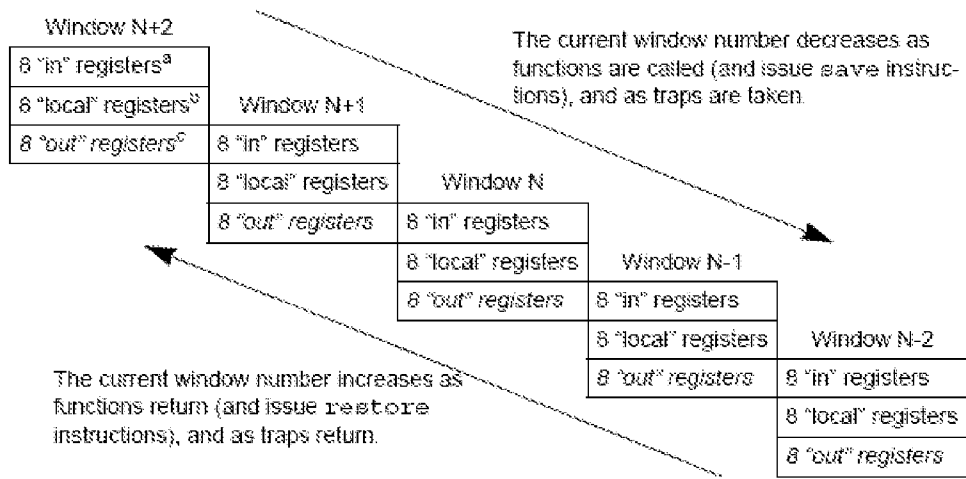 Window N+2
8 "in" registersa
8 "local" registersb
8 "out" registersc
The current window number decreases as
functions are called (and issue save instruc-
tions), and as traps are taken.
Window N+1
8 "in" registers
8 "local" registers
8 "out" registers
Window N
8 "in" registers
8 "local" registers
8 "out" registers
Window N-1
8 "in" registers
8 "local" registers
8 "out" registers
Window N-2
8 "in" registers
8 "local" registers
8 "out" registers
The current window number increases as
functions return (and issue restore
instructions), and as traps return.